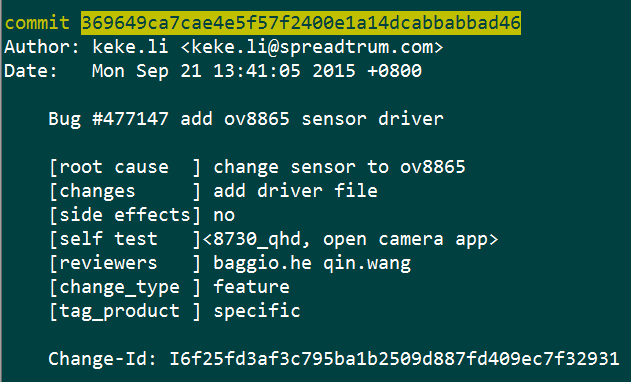 commit 369649ca7cae4e5f57f2400e1a14dcabbabbad46
Author: keke.li <keke.li@spreadtrum.com>
Date:   Mon Sep 21 13:41:05 2015 +0800
Bug #477147 add ov8865 sensor driver
[root cause  ] change sensor to ov8865
[changes     ] add driver file
[side effects] no
[self test   ]<8730_qhd, open camera app>
[reviewers   ] baggio.he qin.wang
[change_type ] feature
[tag_product ] specific
Change-Id: I6f25fd3af3c795ba1b2509d887fd409ec7f32931